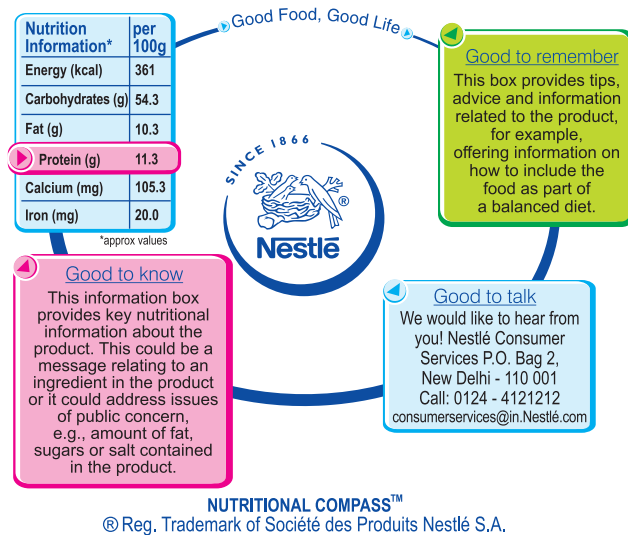 Good Food, Good Life
Nutrition Information* per 100g
Energy (kcal) 361
Carbohydrates (g) 54.3
Fat (g) 10.3
Protein (g) 11.3
Calcium (mg) 105.3
Iron (mg) 20.0
*approx values
SINCE 1866
®
Nestlé
Good to remember
This box provides tips,
advice and information
related to the product,
for example,
offering information on
how to include the
food as part of
a balanced diet.
Good to know
This information box
provides key nutritional
information about the
product. This could be a
message relating to an
ingredient in the product
or it could address issues
of public concern,
e.g., amount of fat,
sugars or salt contained
in the product.
Good to talk
We would like to hear from
you! Nestlé Consumer
Services P.O. Bag 2,
New Delhi - 110 001
Call: 0124 - 4121212
consumerservices@in.Nestlé.com
NUTRITIONAL COMPASS™
® Reg. Trademark of Société des Produits Nestlé S.A.